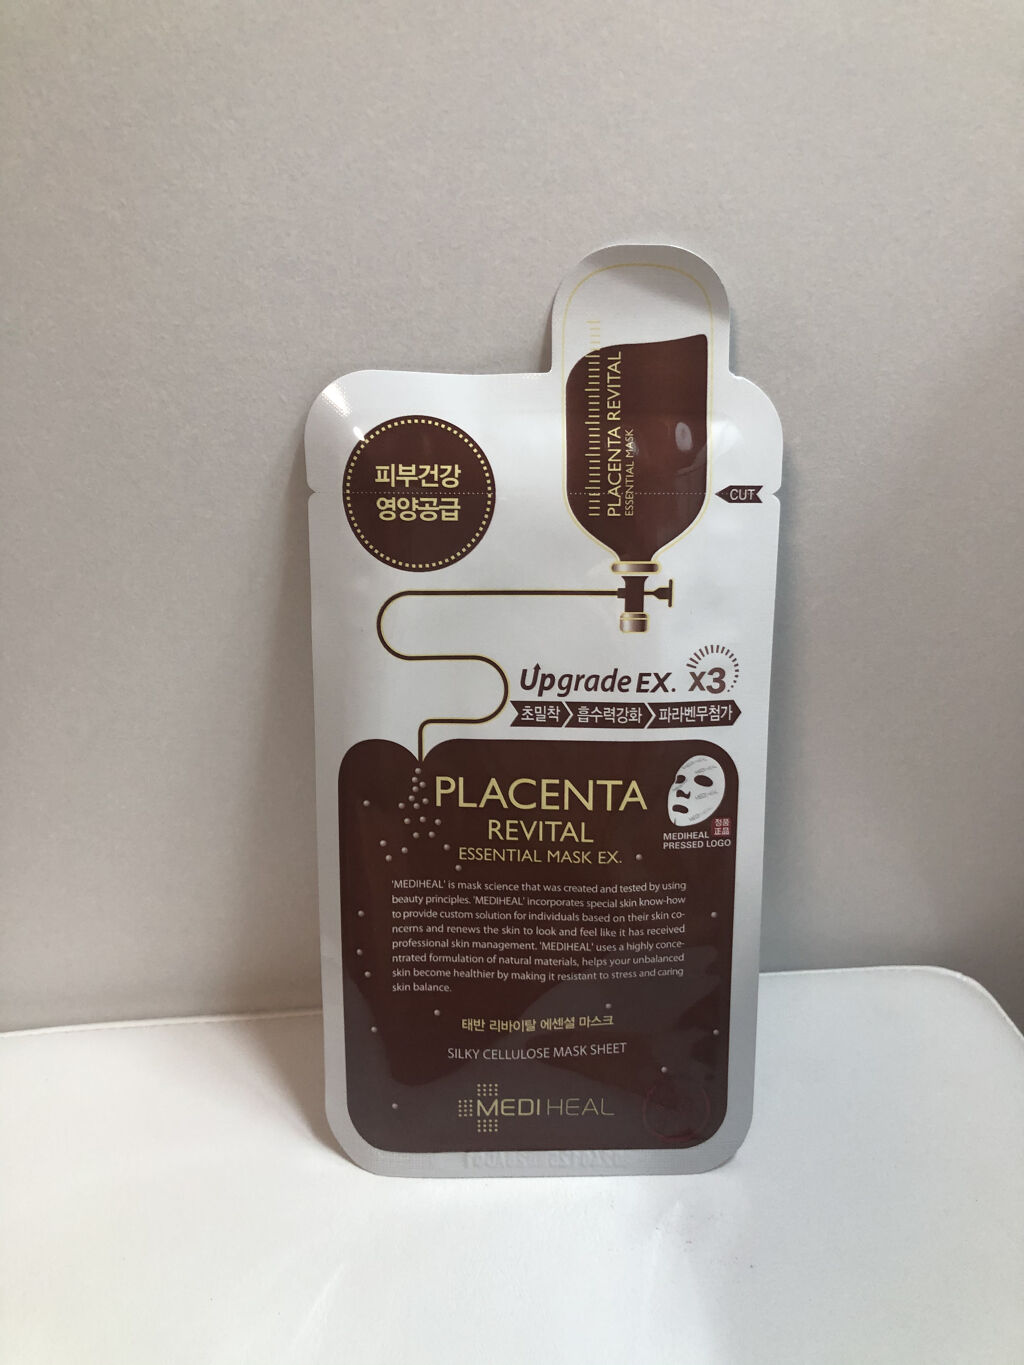 PLACENTA REVITAL
ESSENTIAL MASK
피부건강
영양공급
CUT
Upgrade EX. x3
초밀착 흡수력강화 파라벤무첨가
PLACENTA
REVITAL
ESSENTIAL MASK EX.
MEDIHEAL
PRESSED LOGO
정품
正品
'MEDIHEAL' is mask science that was created and tested by using
beauty principles. 'MEDIHEAL' incorporates special skin know-how
to provide custom solution for individuals based on their skin co-
ncerns and renews the skin to look and feel like it has received
professional skin management. 'MEDIHEAL' uses a highly conce-
ntrated formulation of natural materials, helps your unbalanced
skin become healthier by making it resistant to stress and caring
skin balance.
태반 리바이탈 에센셜 마스크
SILKY CELLULOSE MASK SHEET
MEDIHEAL